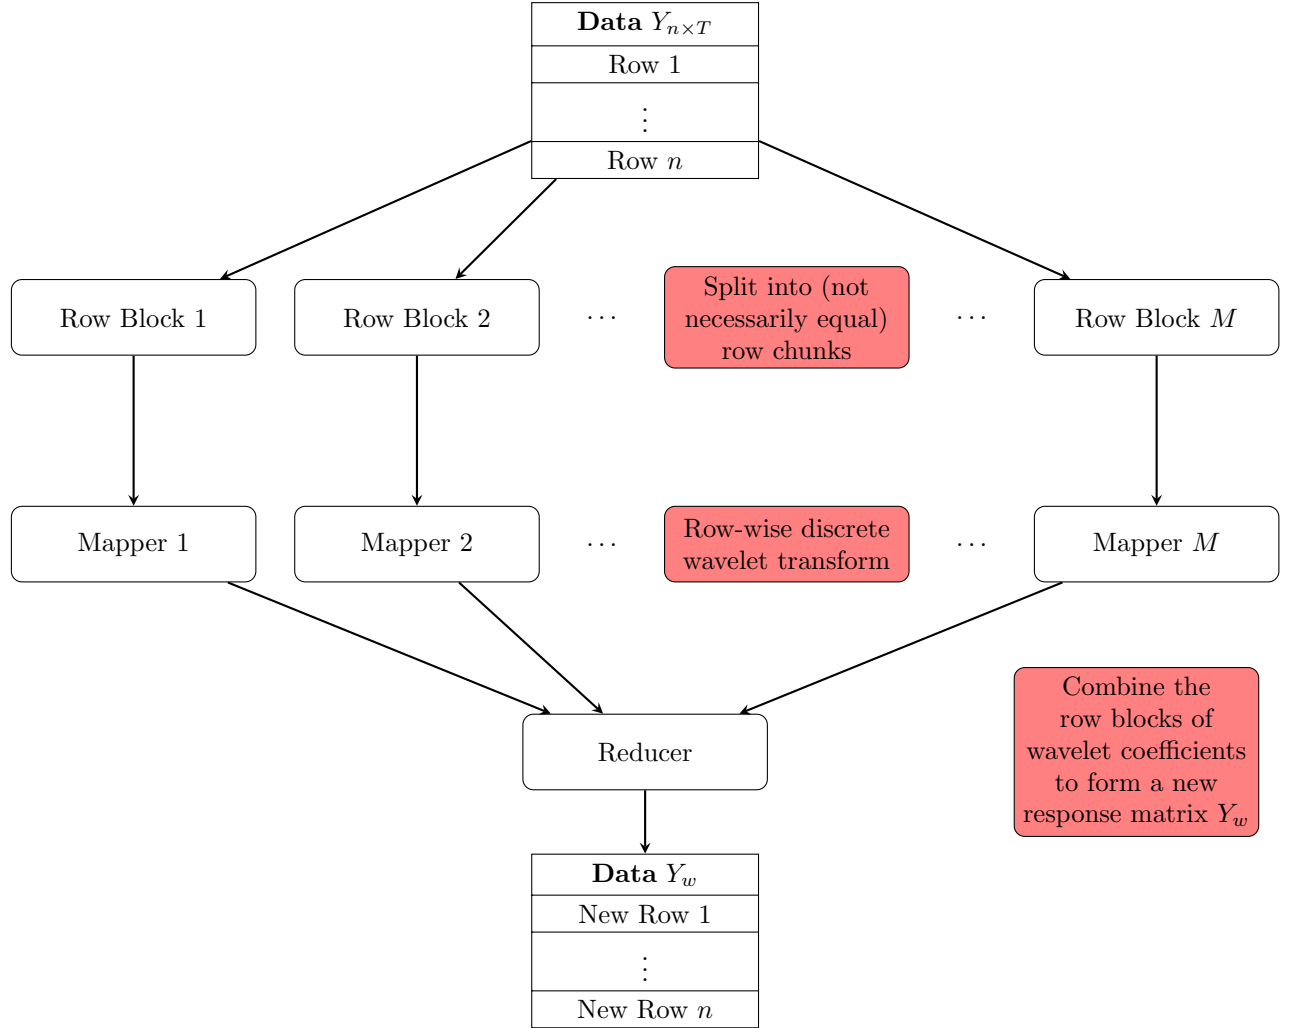 Data Y_{n×T}
Row 1
⋮
Row n
Row Block 1
Row Block 2
···
Split into (not
necessarily equal)
row chunks
···
Row Block M
Mapper 1
Mapper 2
···
Row-wise discrete
wavelet transform
···
Mapper M
Reducer
Combine the
row blocks of
wavelet coefficients
to form a new
response matrix Y_w
Data Y_w
New Row 1
⋮
New Row n